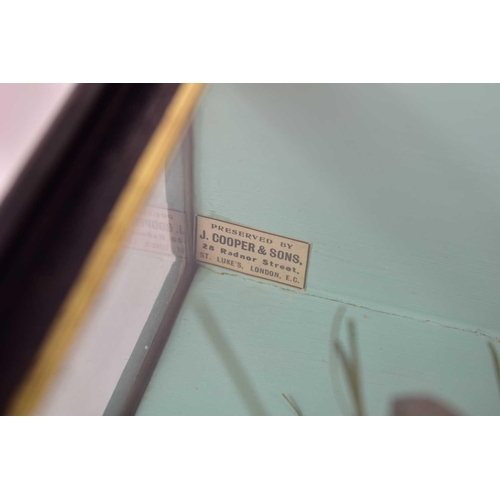 PRESERVED BY
J. COOPER & SONS,
28 Radnor Street,
ST. LUKE'S, LONDON, E.C.